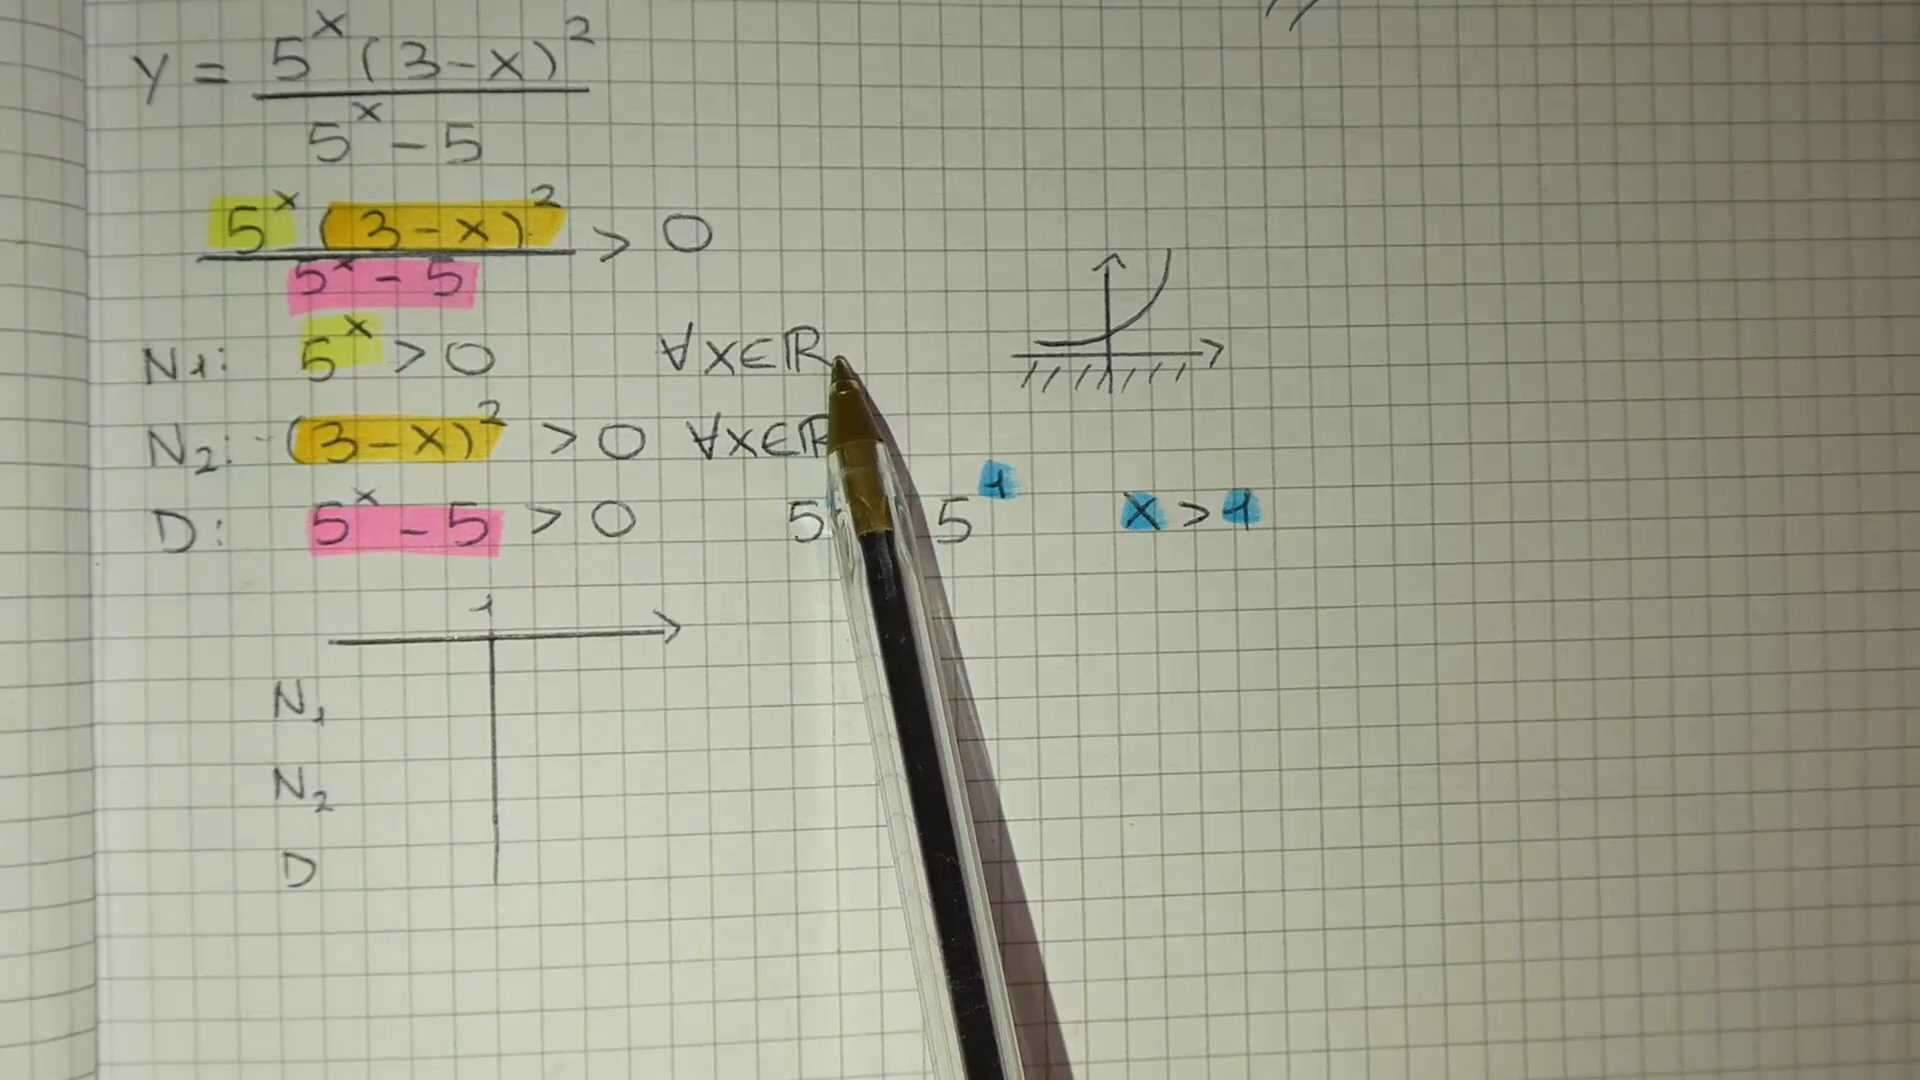 y = 5^x (3-x)^2 / 5^x - 5
5^x (3-x)^2 / 5^x - 5 > 0
N1: 5^x > 0 ∀x∈ℝ
N2: (3-x)^2 > 0 ∀x∈ℝ
D: 5^x - 5 > 0 5 5^1 x > 1
1
N1
N2
D